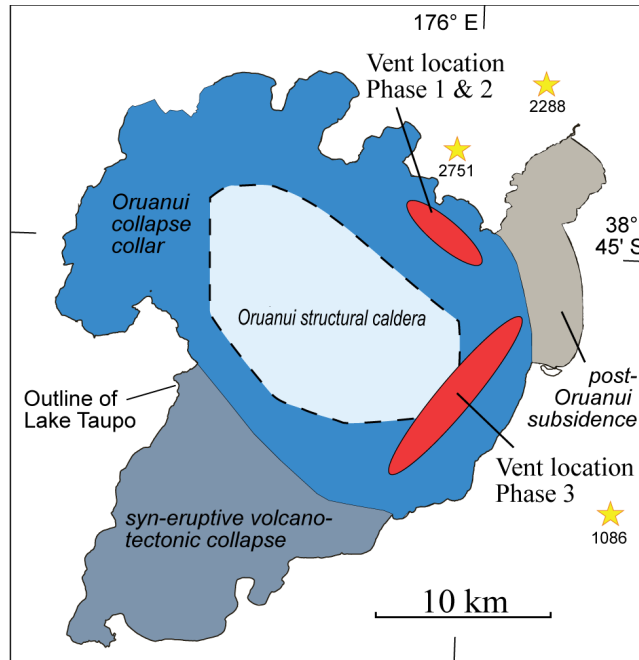 176° E
Vent location
Phase 1 & 2
2288
2751
Oruanui
collapse
collar
38°
45' S
Oruanui structural caldera
Outline of
Lake Taupo
post-
Oruanui
subsidence
Vent location
Phase 3
syn-eruptive volcano-
tectonic collapse
1086
10 km